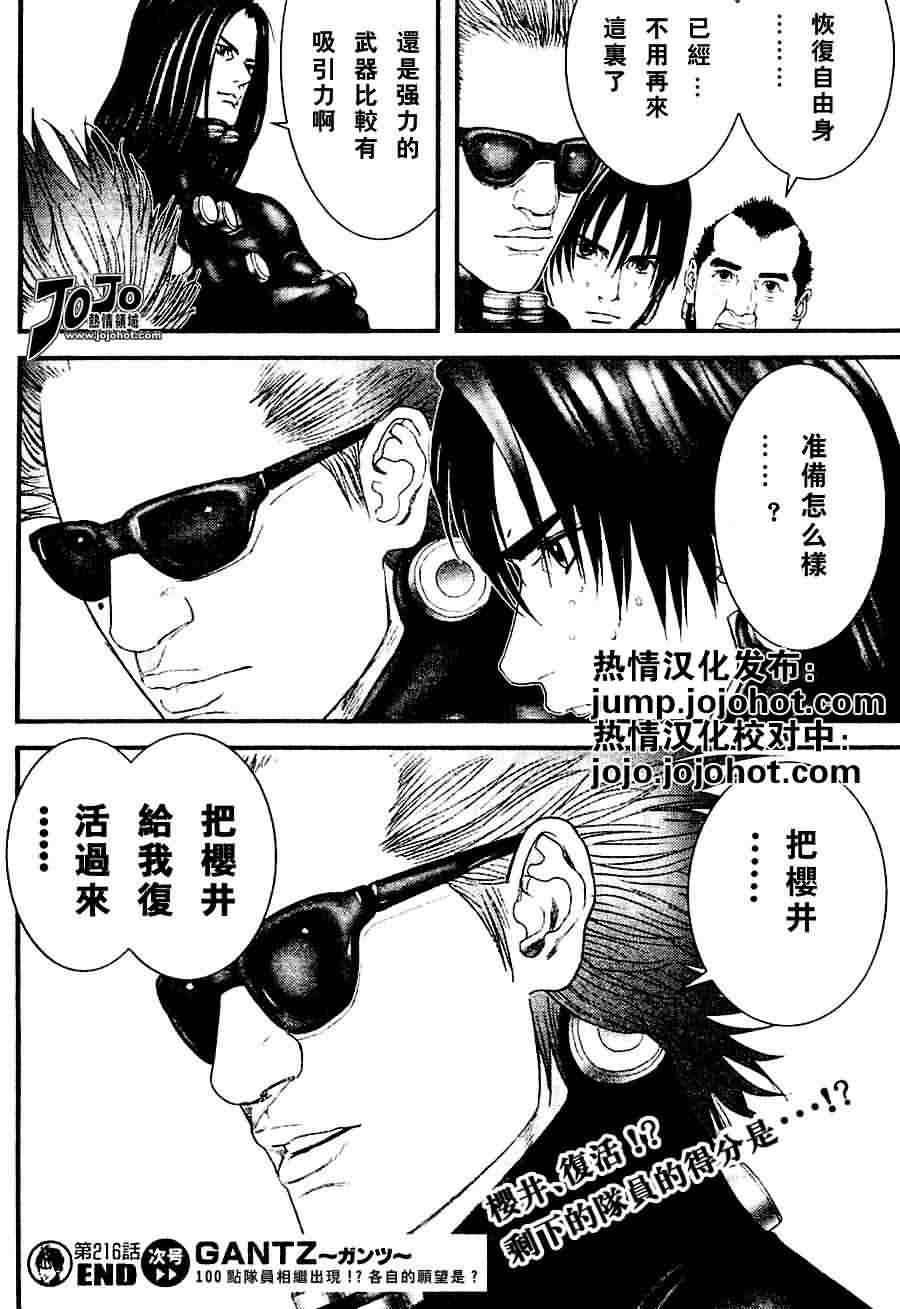 恢復自由身
………
已經…
不用再來
這裏了
還是强力的
武器比較有
吸引力啊
JOJO
熱情領域
www.jojohot.com
准備怎么樣
……？
热情汉化发布:
jump.jojohot.com
热情汉化校对中:
jojo.jojohot.com
把櫻井
……
把櫻井
給我復
活過來
……
櫻井、復活!?
剩下的隊員的得分是···!?
第216話
END
次号
GANTZ～ガンツ～
100點隊員相繼出現!?各自的願望是？